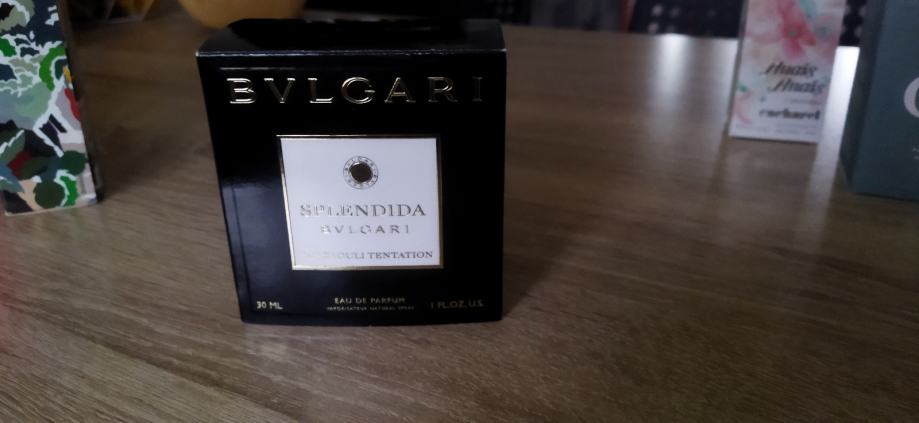 BVLGARI
SPLENDIDA
BVLGARI
TENTATION
30 ML
EAU DE PARFUM
1 FL.OZ. U.S.
VAPORISATEUR NATURAL SPRAY
Anaïs
Anaïs
cacharel